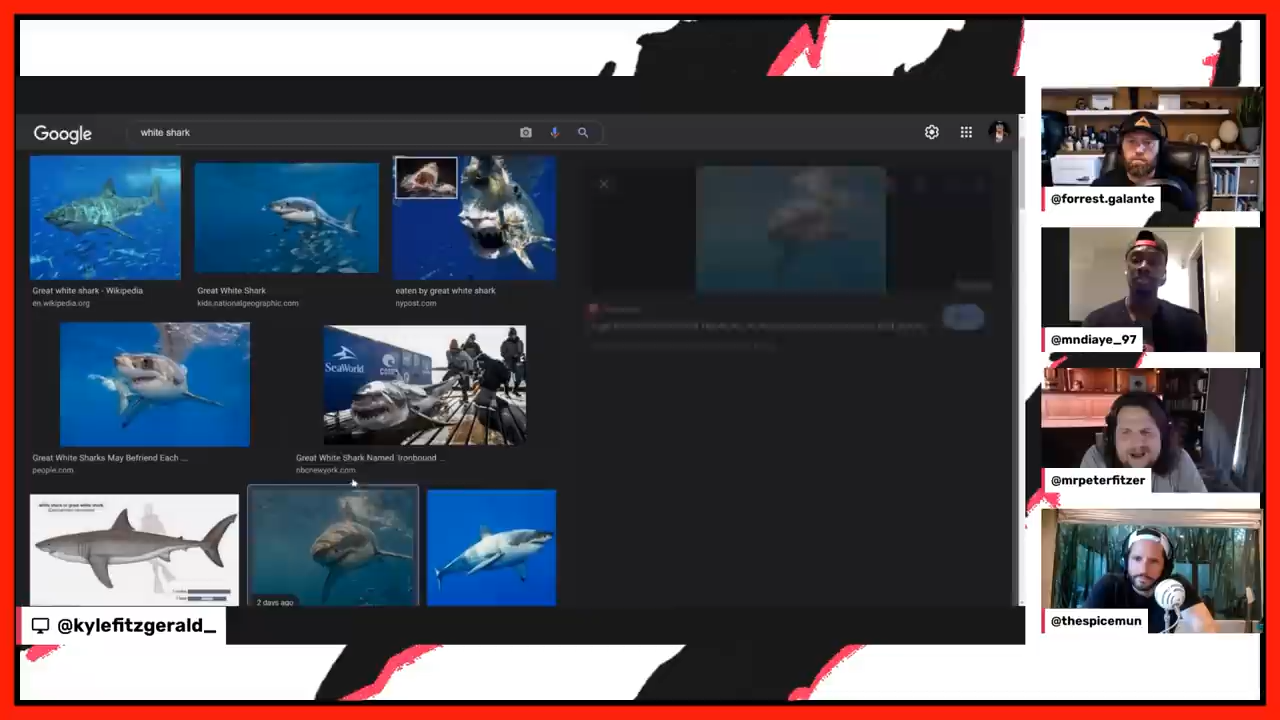 Google
white shark
Great white shark - Wikipedia
en.wikipedia.org
Great White Shark
kids.nationalgeographic.com
eaten by great white shark
nypost.com
SeaWorld
Great White Sharks May Befriend Each ...
people.com
Great White Shark Named 'Ironbound ...
nbcnewyork.com
2 days ago
@kylefitzgerald_
@forrest.galante
@mndiaye_97
@mrpeterfitzer
@thespicemun